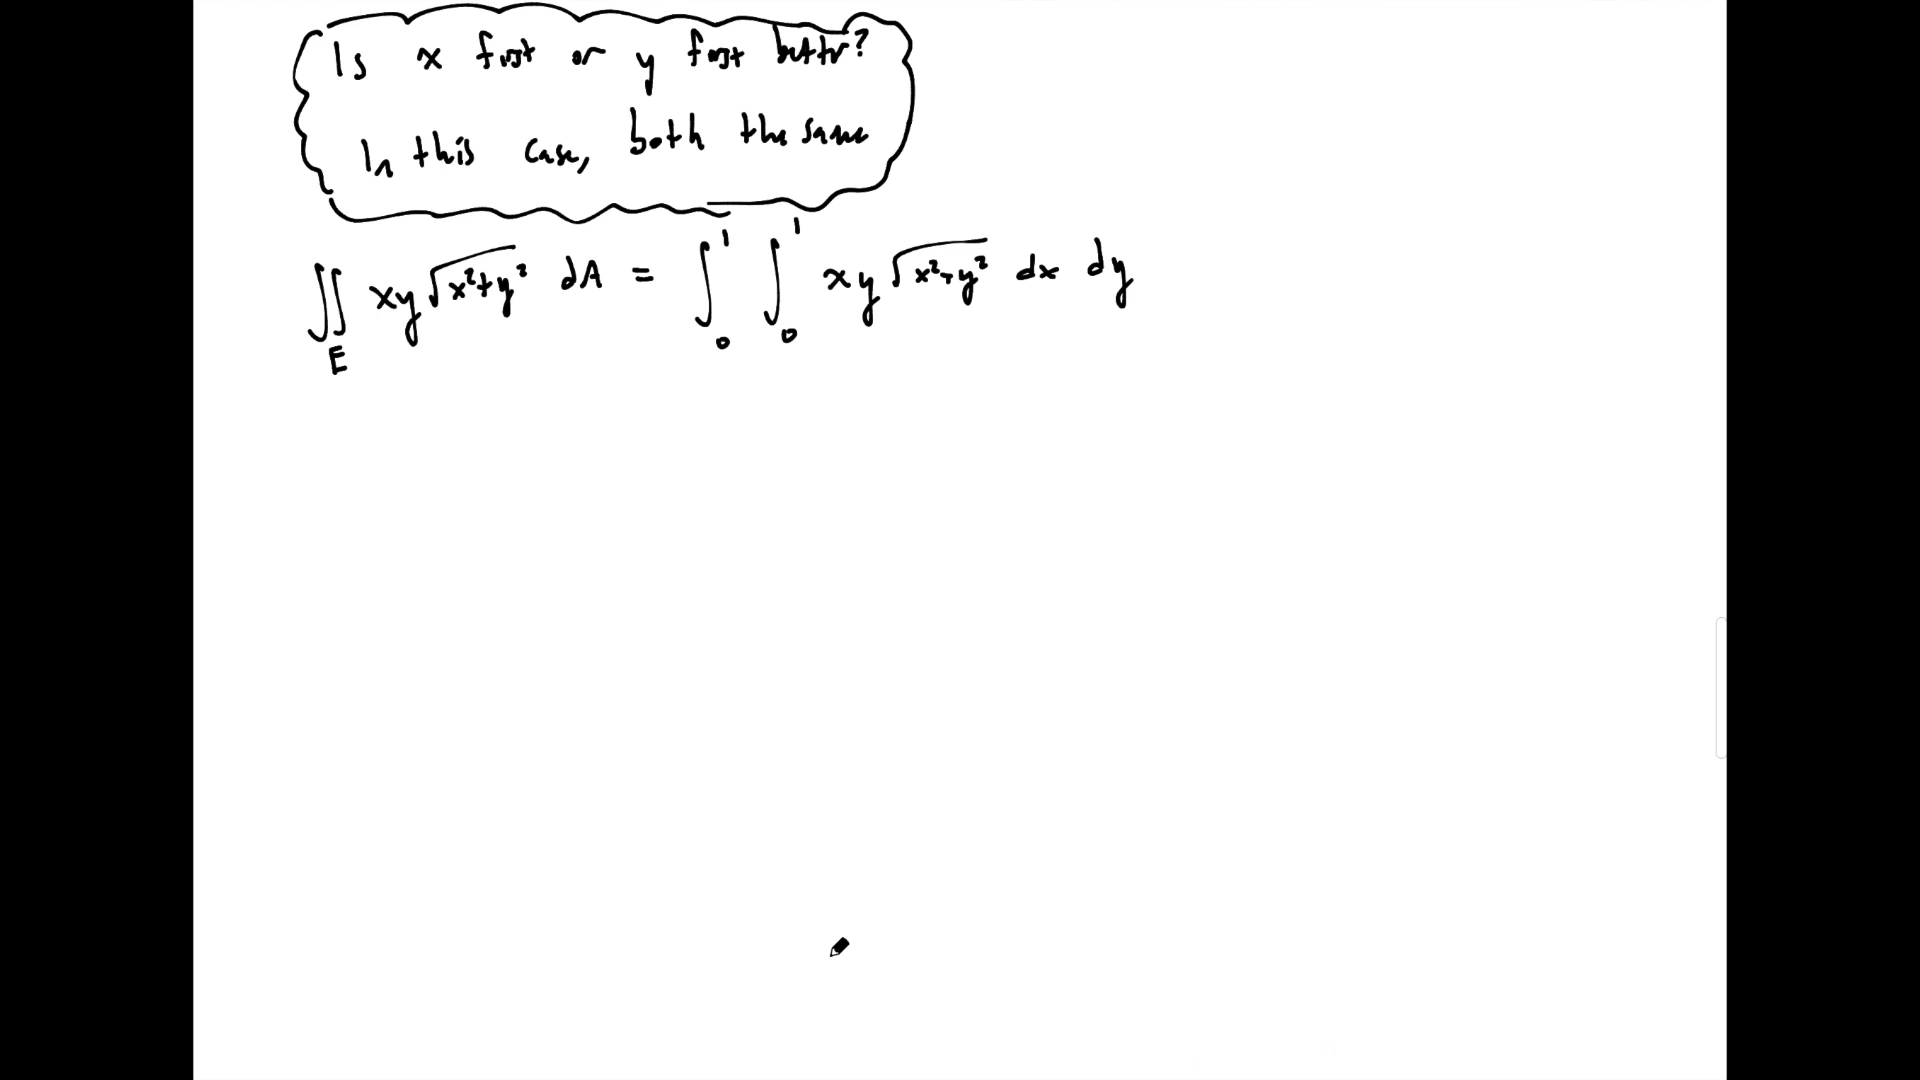 Is x first or y first better?
In this case, both the same
∬_E xy√(x²+y²) dA = ∫₀¹ ∫₀¹ xy√(x²+y²) dx dy